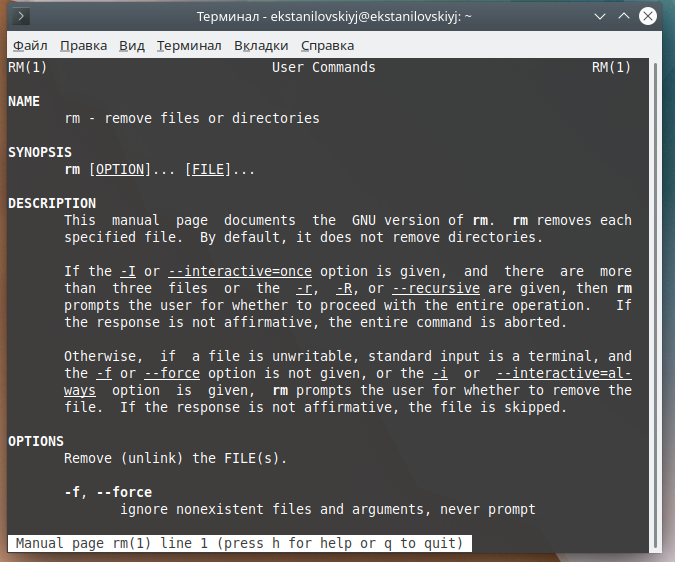 Терминал - ekstanilovskiyj@ekstanilovskiyj: ~
Файл Правка Вид Терминал Вкладки Справка
RM(1) User Commands RM(1)
NAME
rm - remove files or directories
SYNOPSIS
rm [OPTION]... [FILE]...
DESCRIPTION
This manual page documents the GNU version of rm. rm removes each
specified file. By default, it does not remove directories.
If the -I or --interactive=once option is given, and there are more
than three files or the -r, -R, or --recursive are given, then rm
prompts the user for whether to proceed with the entire operation. If
the response is not affirmative, the entire command is aborted.
Otherwise, if a file is unwritable, standard input is a terminal, and
the -f or --force option is not given, or the -i or --interactive=al-
ways option is given, rm prompts the user for whether to remove the
file. If the response is not affirmative, the file is skipped.
OPTIONS
Remove (unlink) the FILE(s).
-f, --force
ignore nonexistent files and arguments, never prompt
Manual page rm(1) line 1 (press h for help or q to quit)